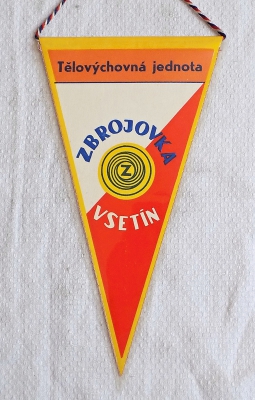 Tělovýchovná jednota
ZBROJOVKA
Z
VSETÍN